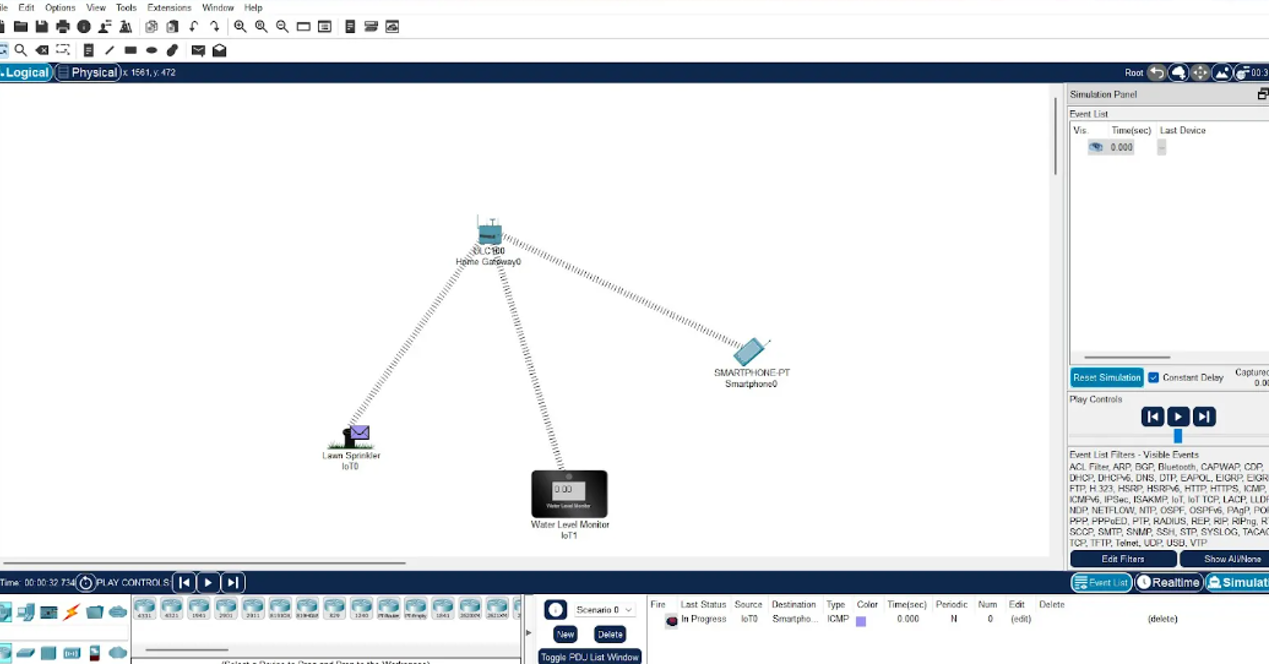 ile Edit Options View Tools Extensions Window Help
Logical Physical x: 1561, y: 472 Root 00:3
Simulation Panel
Event List
Vis. Time(sec) Last Device
0.000 --
Home Gateway0
SMARTPHONE-PT
Smartphone0
Lawn Sprinkler
IoT0
0.00
Water Level Monitor
Water Level Monitor
IoT1
Reset Simulation Constant Delay Captured
0.00
Play Controls
Event List Filters - Visible Events
ACL Filter, ARP, BGP, Bluetooth, CAPWAP, CDP,
DHCP, DHCPv6, DNS, DTP, EAPOL, EIGRP, EIGR
FTP, H.323, HSRP, HSRPv6, HTTP, HTTPS, ICMP,
ICMPv6, IPSec, ISAKMP, IoT, IoT TCP, LACP, LLDP
NDP, NETFLOW, NTP, OSPF, OSPFv6, PAgP, POP
PPP, PPPoED, PTP, RADIUS, REP, RIP, RIPng, RT
SCCP, SMTP, SNMP, SSH, STP, SYSLOG, TACAC
TCP, TFTP, Telnet, UDP, USB, VTP
Edit Filters Show All/None
Time: 00:00:32.734 PLAY CONTROLS: Event List Realtime Simulati
4331 4321 1941 2901 2911 819IOX 819HGW 829 1240 PT-Router PT-Empty 1841 2620XM 2621XM
Scenario 0 Fire Last Status Source Destination Type Color Time(sec) Periodic Num Edit Delete
In Progress IoT0 Smartpho... ICMP 0.000 N 0 (edit) (delete)
New Delete
Toggle PDU List Window
(Select a Device to Drag and Drop to the Workspace)